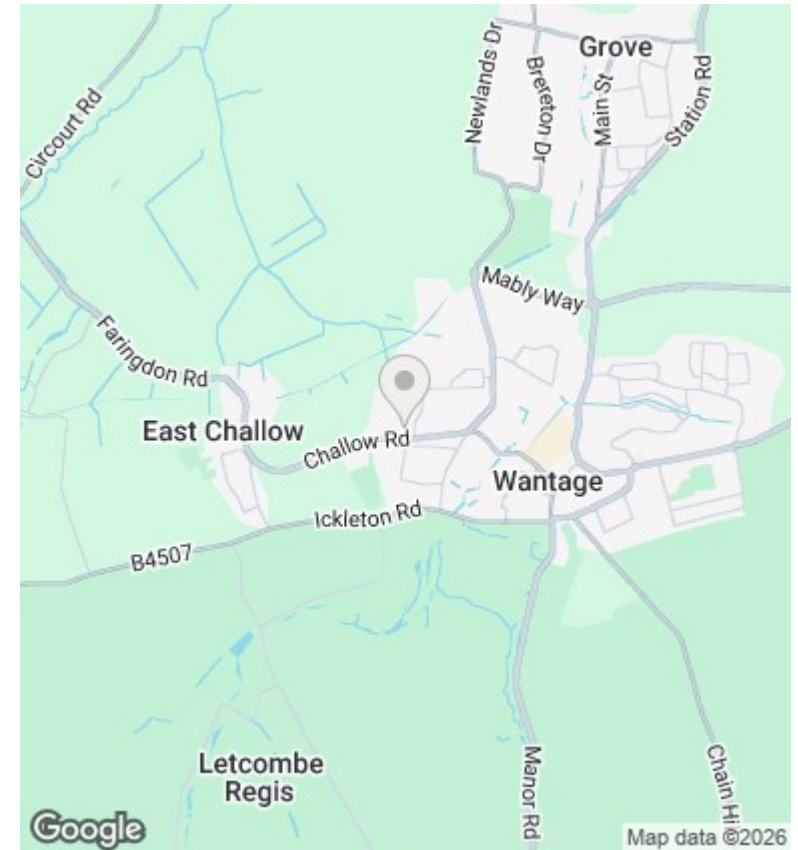 Grove
Newlands Dr
Brereton Dr
Main St
Station Rd
Circourt Rd
Mably Way
Faringdon Rd
East Challow
Challow Rd
Wantage
Ickleton Rd
B4507
Letcombe
Regis
Manor Rd
Chain Hi
Google
Map data ©2026